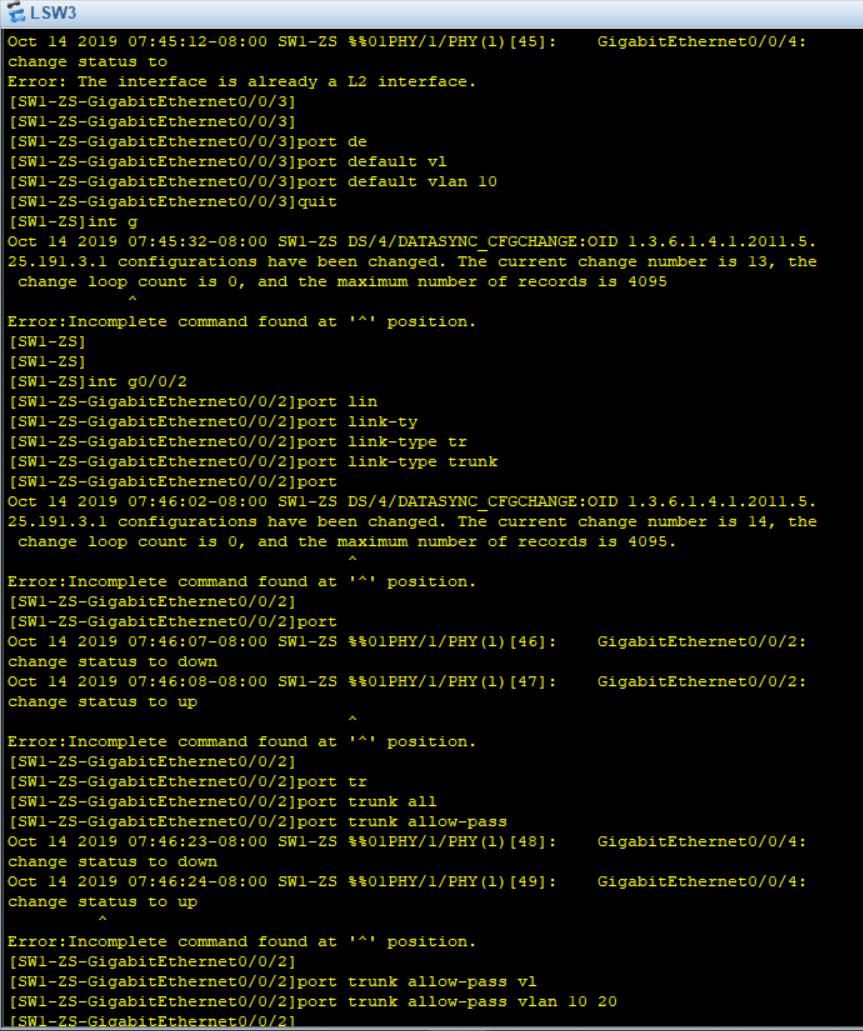 LSW3
Oct 14 2019 07:45:12-08:00 SW1-ZS %%01PHY/1/PHY(l)[45]:    GigabitEthernet0/0/4:
change status to
Error: The interface is already a L2 interface.
[SW1-ZS-GigabitEthernet0/0/3]
[SW1-ZS-GigabitEthernet0/0/3]
[SW1-ZS-GigabitEthernet0/0/3]port de
[SW1-ZS-GigabitEthernet0/0/3]port default vl
[SW1-ZS-GigabitEthernet0/0/3]port default vlan 10
[SW1-ZS-GigabitEthernet0/0/3]quit
[SW1-ZS]int g
Oct 14 2019 07:45:32-08:00 SW1-ZS DS/4/DATASYNC_CFGCHANGE:OID 1.3.6.1.4.1.2011.5.
25.191.3.1 configurations have been changed. The current change number is 13, the
 change loop count is 0, and the maximum number of records is 4095
            ^
Error:Incomplete command found at '^' position.
[SW1-ZS]
[SW1-ZS]
[SW1-ZS]int g0/0/2
[SW1-ZS-GigabitEthernet0/0/2]port lin
[SW1-ZS-GigabitEthernet0/0/2]port link-ty
[SW1-ZS-GigabitEthernet0/0/2]port link-type tr
[SW1-ZS-GigabitEthernet0/0/2]port link-type trunk
[SW1-ZS-GigabitEthernet0/0/2]port
Oct 14 2019 07:46:02-08:00 SW1-ZS DS/4/DATASYNC_CFGCHANGE:OID 1.3.6.1.4.1.2011.5.
25.191.3.1 configurations have been changed. The current change number is 14, the
 change loop count is 0, and the maximum number of records is 4095.
                                  ^
Error:Incomplete command found at '^' position.
[SW1-ZS-GigabitEthernet0/0/2]
[SW1-ZS-GigabitEthernet0/0/2]port
Oct 14 2019 07:46:07-08:00 SW1-ZS %%01PHY/1/PHY(l)[46]:    GigabitEthernet0/0/2:
change status to down
Oct 14 2019 07:46:08-08:00 SW1-ZS %%01PHY/1/PHY(l)[47]:    GigabitEthernet0/0/2:
change status to up
                                  ^
Error:Incomplete command found at '^' position.
[SW1-ZS-GigabitEthernet0/0/2]
[SW1-ZS-GigabitEthernet0/0/2]port tr
[SW1-ZS-GigabitEthernet0/0/2]port trunk all
[SW1-ZS-GigabitEthernet0/0/2]port trunk allow-pass
Oct 14 2019 07:46:23-08:00 SW1-ZS %%01PHY/1/PHY(l)[48]:    GigabitEthernet0/0/4:
change status to down
Oct 14 2019 07:46:24-08:00 SW1-ZS %%01PHY/1/PHY(l)[49]:    GigabitEthernet0/0/4:
change status to up
         ^
Error:Incomplete command found at '^' position.
[SW1-ZS-GigabitEthernet0/0/2]
[SW1-ZS-GigabitEthernet0/0/2]port trunk allow-pass vl
[SW1-ZS-GigabitEthernet0/0/2]port trunk allow-pass vlan 10 20
[SW1-ZS-GigabitEthernet0/0/2]